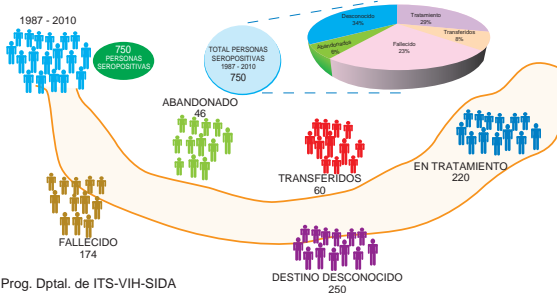 1987 - 2010
750
PERSONAS
SEROPOSITIVAS
TOTAL PERSONAS
SEROPOSITIVAS
1987 - 2010
750
Desconocido
34%
Tratamiento
29%
Transferidos
8%
Abandonados
6%
Fallecido
23%
ABANDONADO
46
TRANSFERIDOS
60
EN TRATAMIENTO
220
FALLECIDO
174
DESTINO DESCONOCIDO
250
Prog. Dptal. de ITS-VIH-SIDA